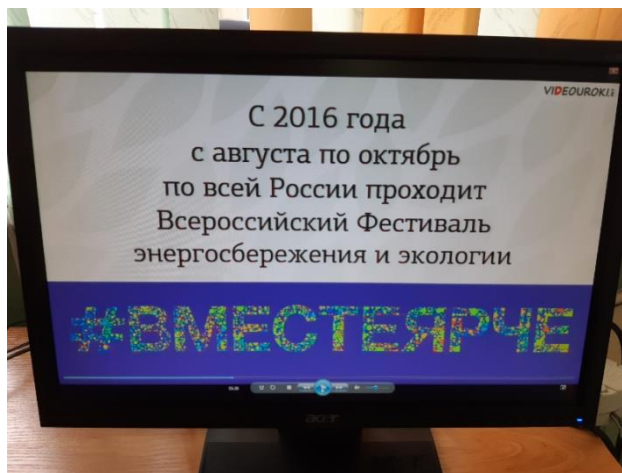 VIDEOUROKI
С 2016 года
с августа по октябрь
по всей России проходит
Всероссийский Фестиваль
энергосбережения и экологии
#ВМЕСТЕЯРЧЕ
acer